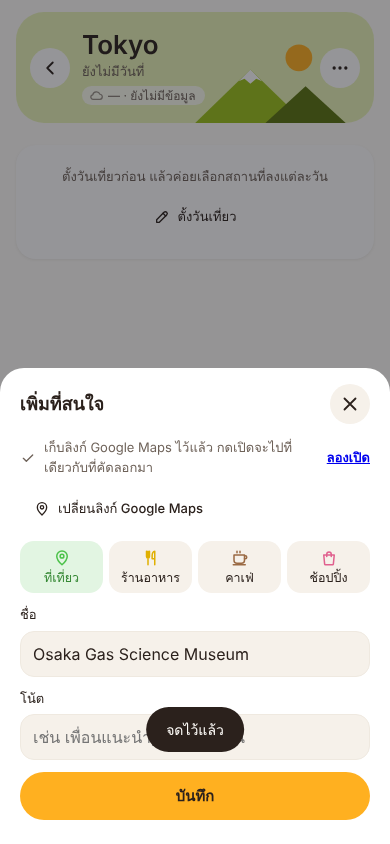 Tokyo
ยังไม่มีวันที่
— · ยังไม่มีข้อมูล
ตั้งวันเที่ยวก่อน แล้วค่อยเลือกสถานที่ลงแต่ละวัน
ตั้งวันเที่ยว
เพิ่มที่สนใจ
เก็บลิงก์ Google Maps ไว้แล้ว กดเปิดจะไปที่
เดียวกับที่คัดลอกมา
ลองเปิด
เปลี่ยนลิงก์ Google Maps
ที่เที่ยว
ร้านอาหาร
คาเฟ่
ช้อปปิ้ง
ชื่อ
Osaka Gas Science Museum
โน้ต
เช่น เพื่อนแนะนำ
จดไว้แล้ว
บันทึก